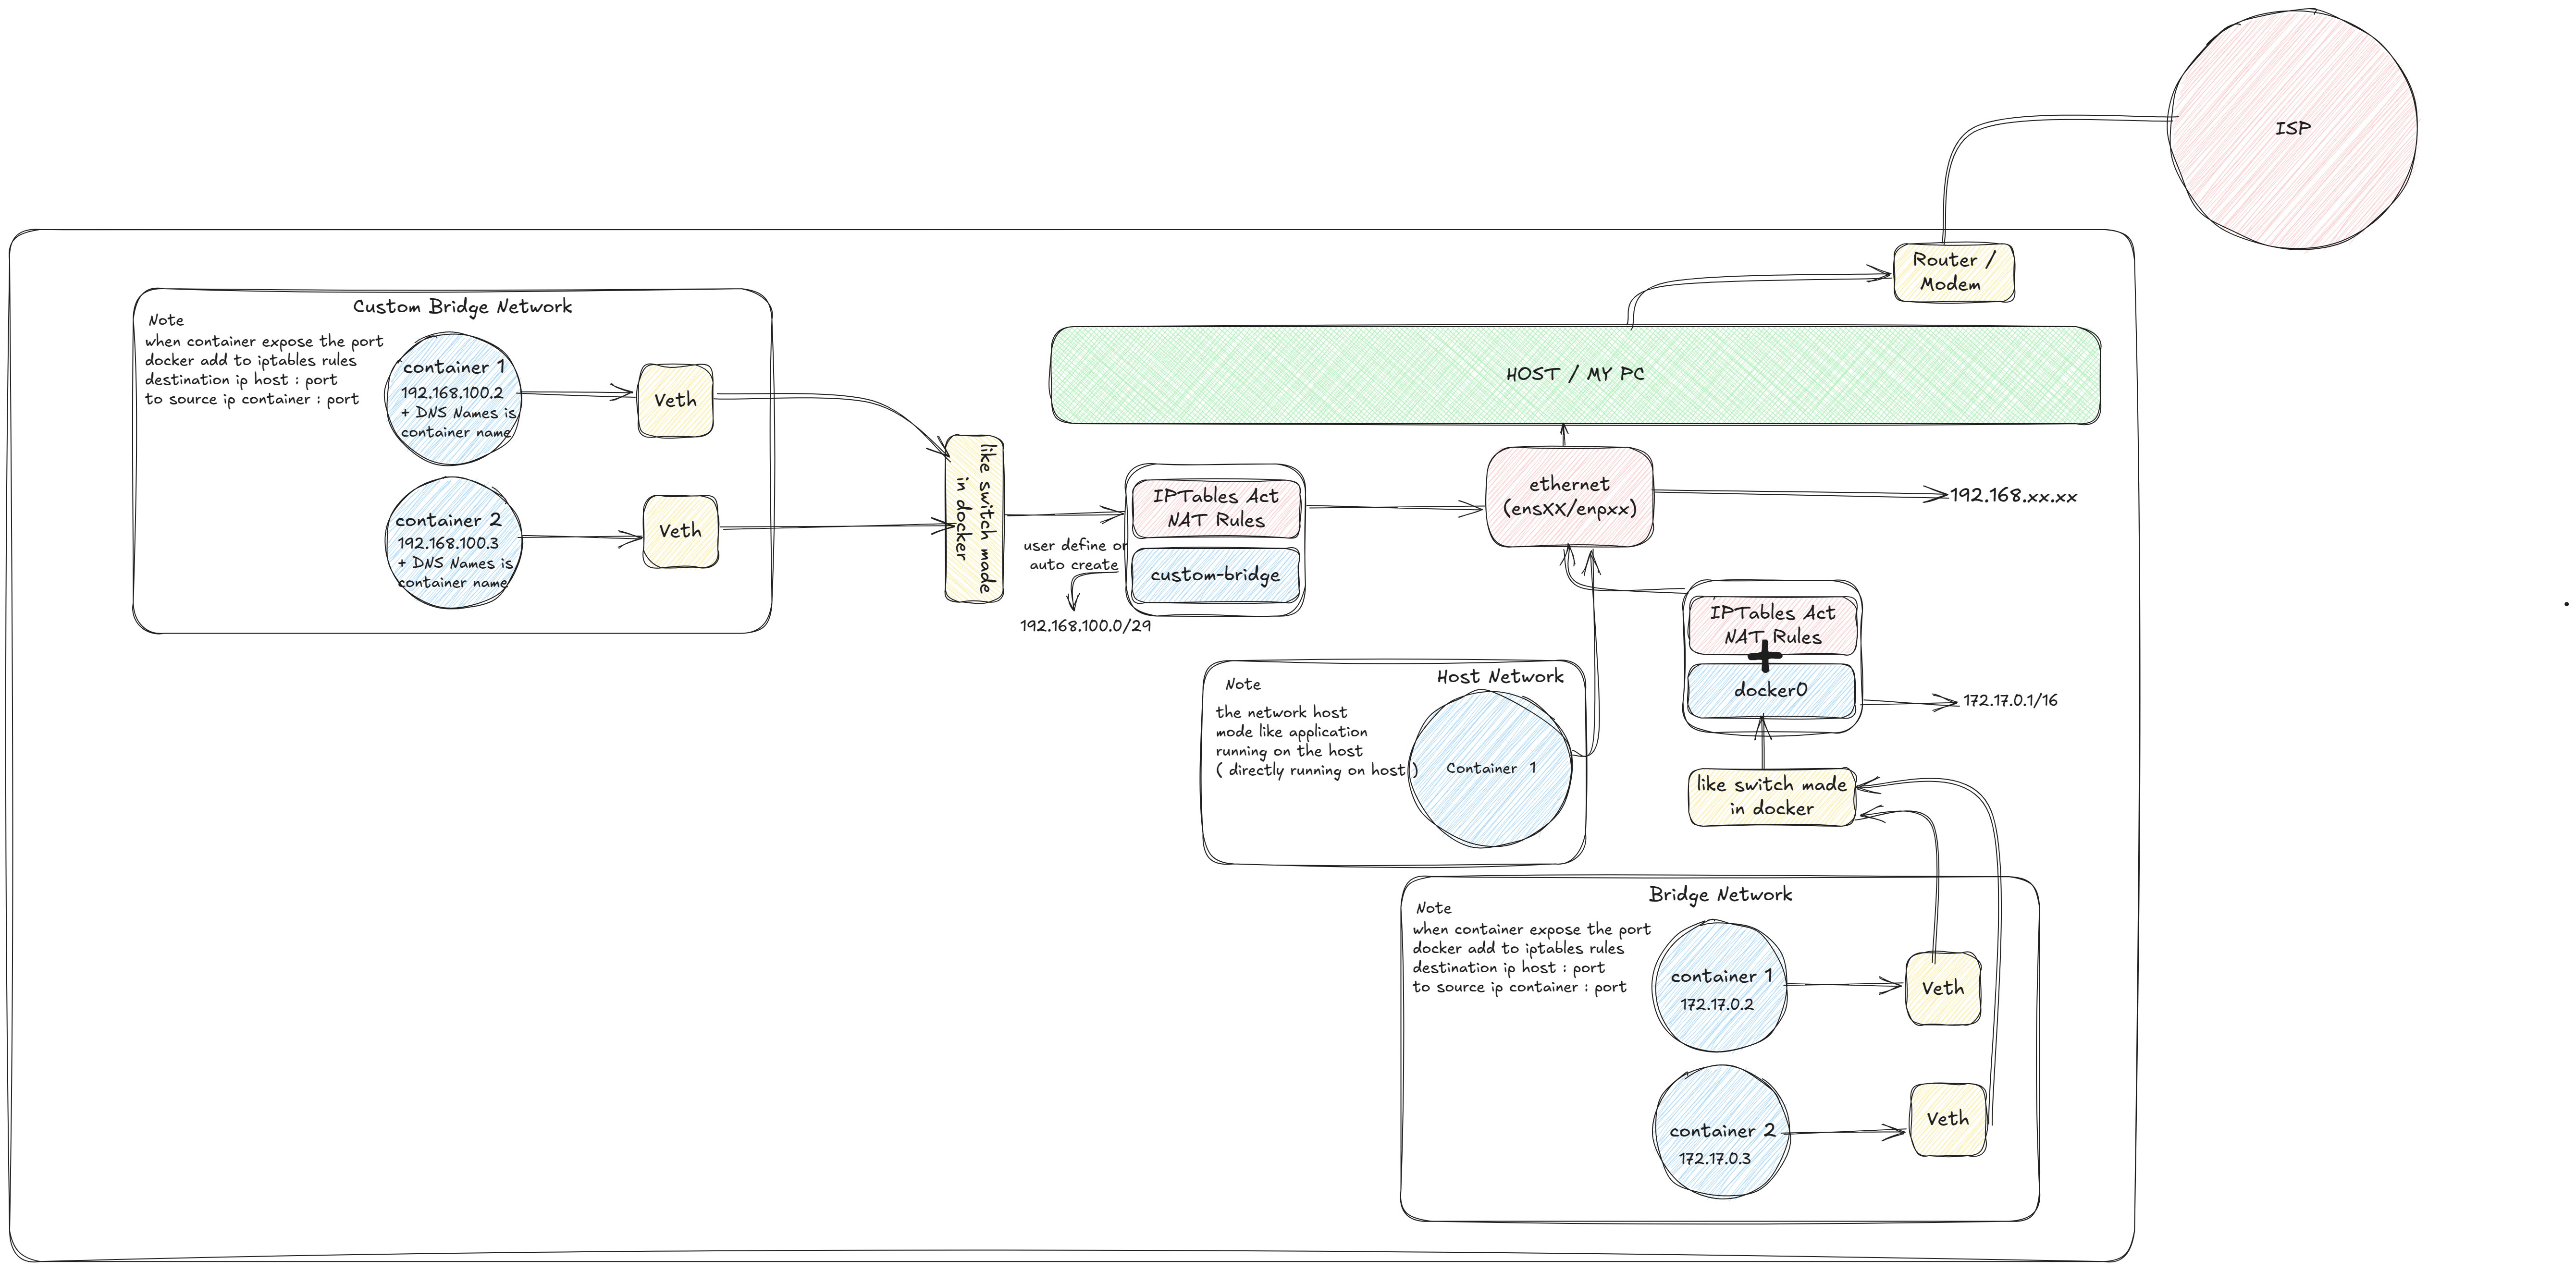 ISP
Router /
Modem
Custom Bridge Network
Note
when container expose the port
docker add to iptables rules
destination ip host : port
to source ip container : port
container 1
192.168.100.2
+ DNS Names is
container name
Veth
container 2
192.168.100.3
+ DNS Names is
container name
Veth
like switch made
in docker
HOST / MY PC
IPTables Act
NAT Rules
custom-bridge
user define or
auto create
192.168.100.0/29
ethernet
(ensXX/enpxx)
192.168.xx.xx
IPTables Act
NAT Rules
+
docker0
172.17.0.1/16
like switch made
in docker
Host Network
Note
the network host
mode like application
running on the host
( directly running on host )
Container 1
Bridge Network
Note
when container expose the port
docker add to iptables rules
destination ip host : port
to source ip container : port
container 1
172.17.0.2
Veth
container 2
172.17.0.3
Veth